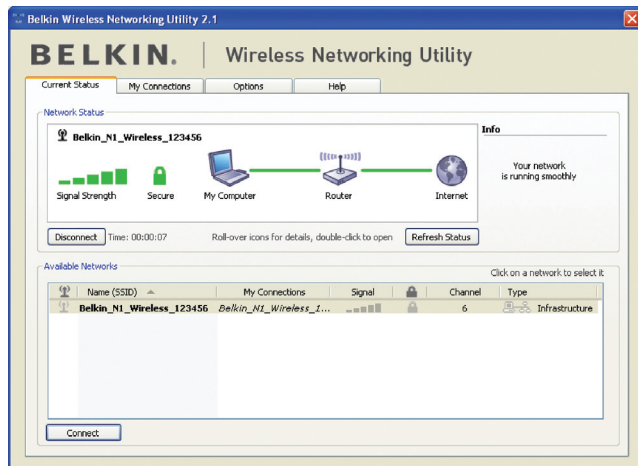 Belkin Wireless Networking Utility 2.1
BELKIN. | Wireless Networking Utility
Current Status My Connections Options Help
Network Status
Belkin_N1_Wireless_123456
Info
Your network
is running smoothly
Signal Strength Secure My Computer Router Internet
Disconnect Time: 00:00:07 Roll-over icons for details, double-click to open Refresh Status
Available Networks
Click on a network to select it
Name (SSID) My Connections Signal Channel Type
Belkin_N1_Wireless_123456 Belkin_N1_Wireless_1... 6 Infrastructure
Connect